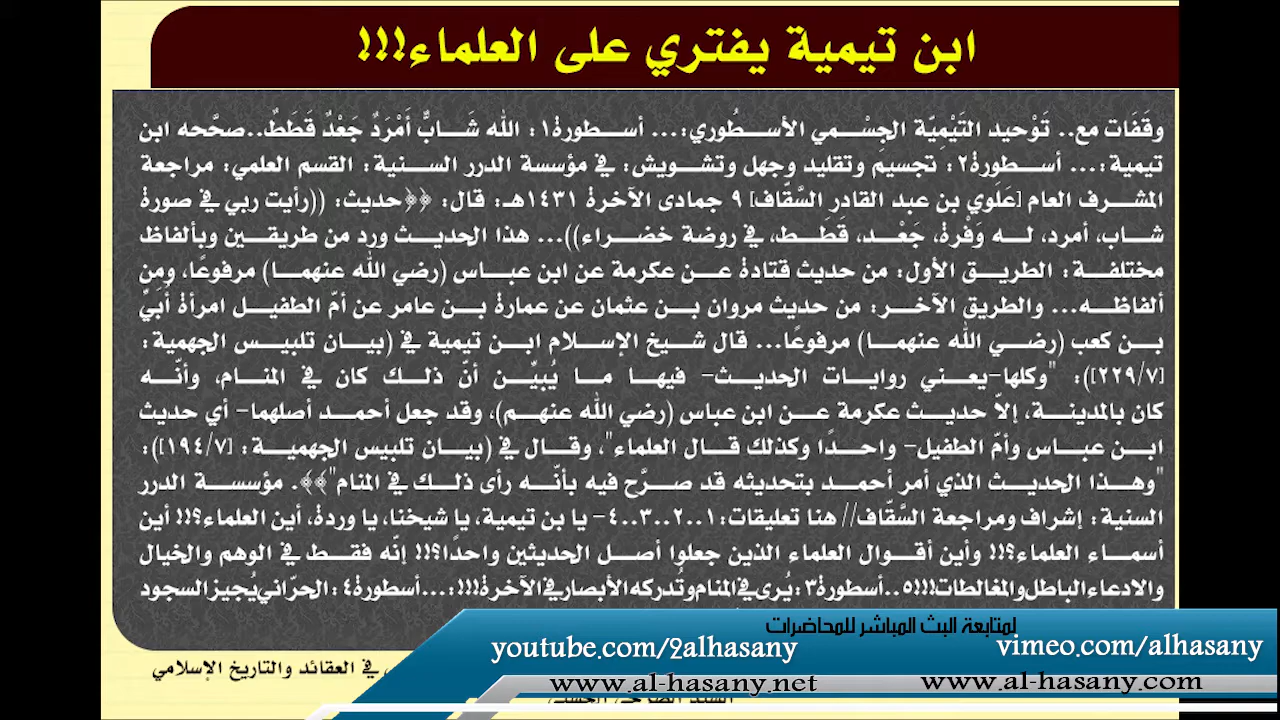 ابن تيمية يفتري على العلماء!!!
وقَفَات مع.. تَوْحيد التَيْمِيّة الجِسْمي الأسطُوري:... أسطورة١: الله شَابٌّ أَمْرَدٌ جَعْدٌ قَطَطٌ..صحَّحه ابن
تيمية:... أسطورة٢: تجسيم وتقليد وجهل وتشويش: في مؤسسة الدرر السنية: القسم العلمي: مراجعة
المشرف العام [عَلَوي بن عبد القادر السَّقّاف] ٩ جمادى الآخرة ١٤٣١هـ: قال: ﴿﴿حديث: ((رأيت ربي في صورة
شاب، أمرد، له وَفْرة، جَعْد، قَطَط، في روضة خضراء))... هذا الحديث ورد من طريقين وبألفاظ
مختلفة: الطريق الأول: من حديث قتادة عن عكرمة عن ابن عباس (رضي الله عنهما) مرفوعًا، ومِن
ألفاظه... والطريق الآخر: من حديث مروان بن عثمان عن عمارة بن عامر عن أمّ الطفيل امرأة أُبَيّ
بن كعب (رضي الله عنهما) مرفوعًا... قال شيخ الإسلام ابن تيمية في (بيان تلبيس الجهمية:
[٢٢٩/٧]): "وكلها-يعني روايات الحديث- فيها ما يُبيّن أنّ ذلك كان في المنام، وأنّه
كان بالمدينة، إلاّ حديث عكرمة عن ابن عباس (رضي الله عنهم)، وقد جعل أحمد أصلهما- أي حديث
ابن عباس وأمّ الطفيل- واحدًا وكذلك قال العلماء"، وقال في (بيان تلبيس الجهمية: [١٩٤/٧]):
"وهذا الحديث الذي أمر أحمد بتحديثه قد صرَّح فيه بأنّه رأى ذلك في المنام"﴾﴾. مؤسسة الدرر
السنية: إشراف ومراجعة السَّقّاف// هنا تعليقات: ١..٢..٣..٤- يا بن تيمية، يا شيخنا، يا وردة، أين العلماء؟!! أين
أسماء العلماء؟!! وأين أقوال العلماء الذين جعلوا أصل الحديثين واحدًا؟!! إنّه فقط في الوهم والخيال
والادعاء الباطل والمغالطات!!!٥..أسطورة٣: يُرى في المنام وتُدركه الأبصار في الآخرة!!!:...أسطورة٤: الحرّاني يُجيز السجود
لمتابعة البث المباشر للمحاضرات
youtube.com/2alhasany
vimeo.com/alhasany
في العقائد والتاريخ الإسلامي
www.al-hasany.net
www.al-hasany.com